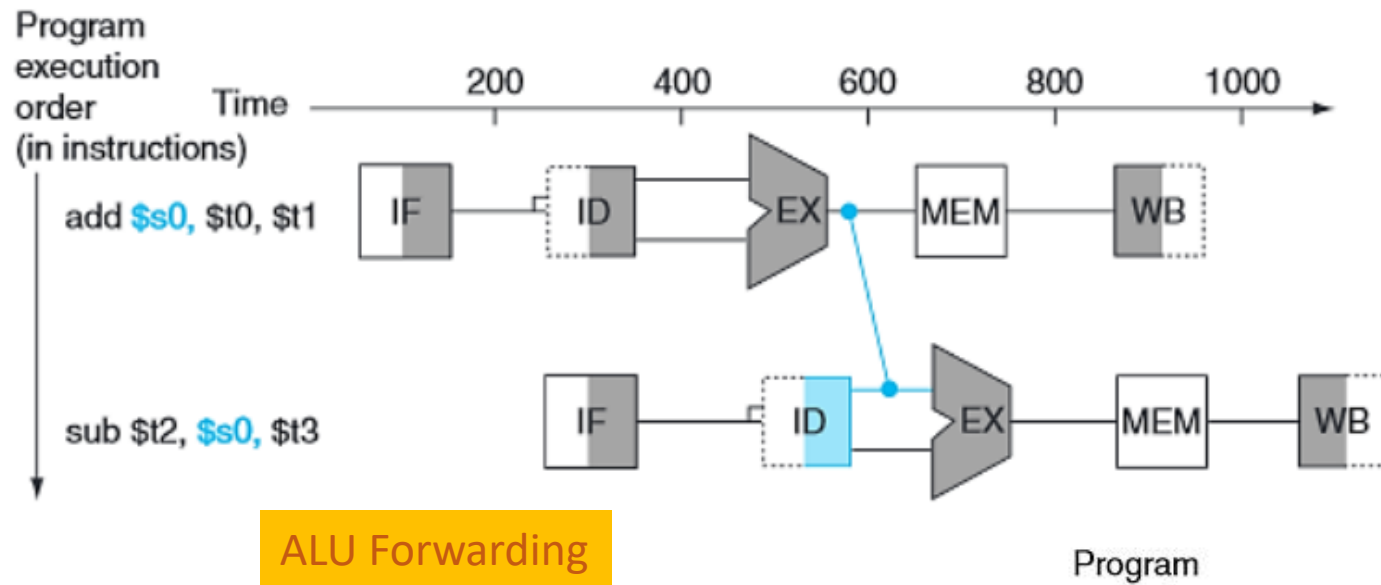 Program
execution
order
(in instructions)
Time
200 400 600 800 1000
add $s0, $t0, $t1
IF ID EX MEM WB
sub $t2, $s0, $t3
IF ID EX MEM WB
ALU Forwarding
Program